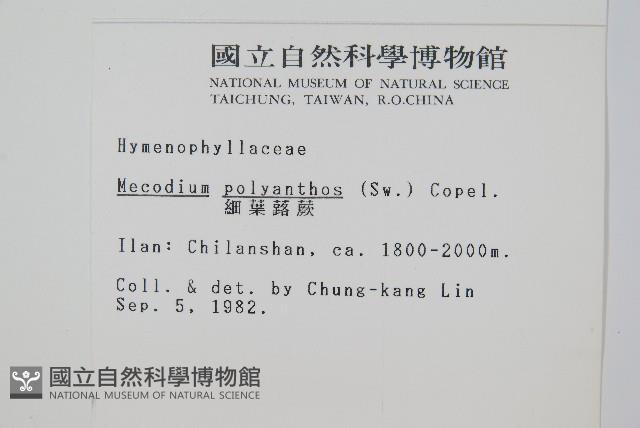 國立自然科學博物館
NATIONAL MUSEUM OF NATURAL SCIENCE
TAICHUNG, TAIWAN, R.O.CHINA
Hymenophyllaceae
Mecodium polyanthos (Sw.) Copel.
細葉蕗蕨
Ilan: Chilanshan, ca. 1800-2000m.
Coll. & det. by Chung-kang Lin
Sep. 5, 1982.
國立自然科學博物館
NATIONAL MUSEUM OF NATURAL SCIENCE